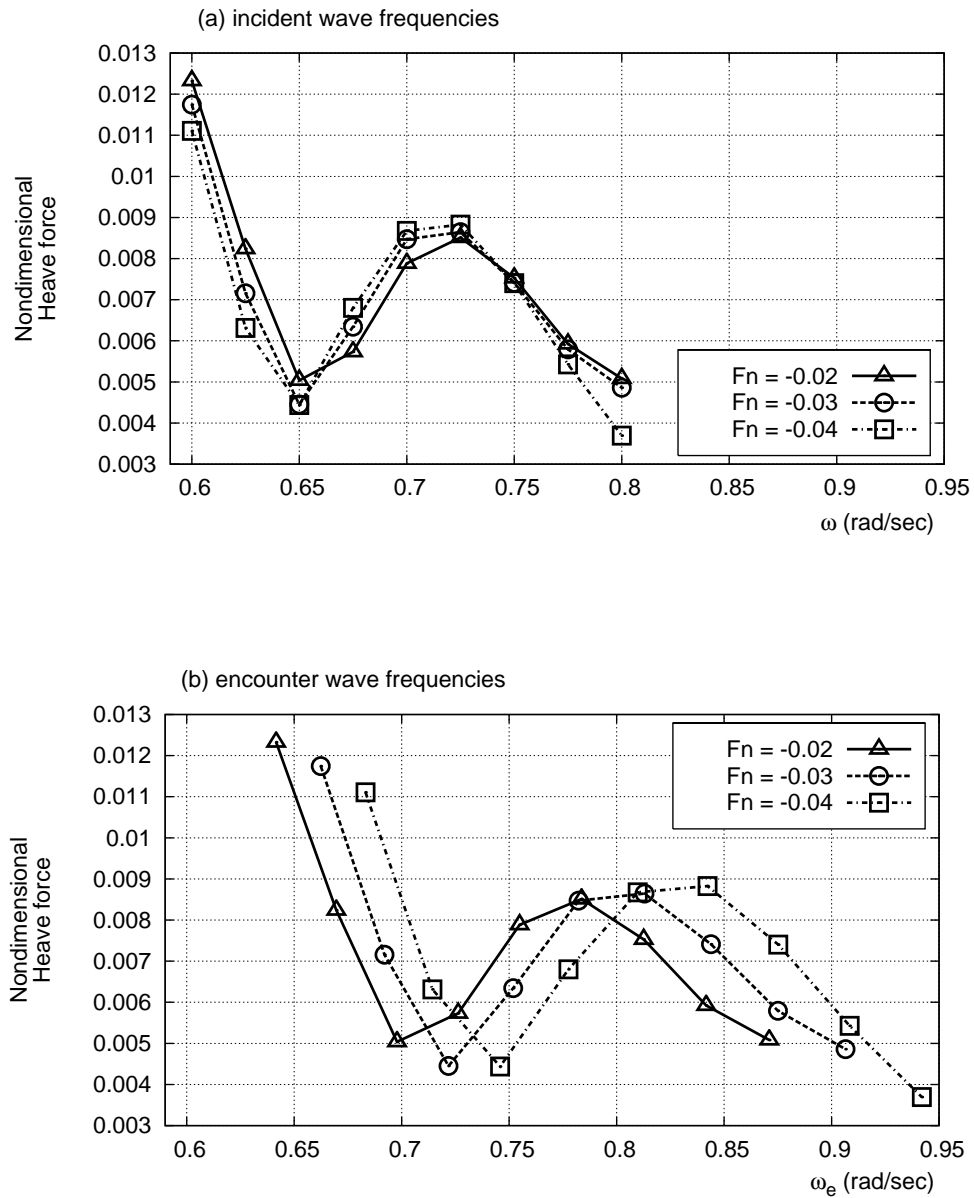 (a) incident wave frequencies
0.013
0.012
0.011
0.01
0.009
0.008
0.007
0.006
0.005
0.004
0.003
Nondimensional
Heave force
Fn = -0.02
Fn = -0.03
Fn = -0.04
0.6 0.65 0.7 0.75 0.8 0.85 0.9 0.95
ω (rad/sec)
(b) encounter wave frequencies
0.013
0.012
0.011
0.01
0.009
0.008
0.007
0.006
0.005
0.004
0.003
Nondimensional
Heave force
Fn = -0.02
Fn = -0.03
Fn = -0.04
0.6 0.65 0.7 0.75 0.8 0.85 0.9 0.95
ωe (rad/sec)